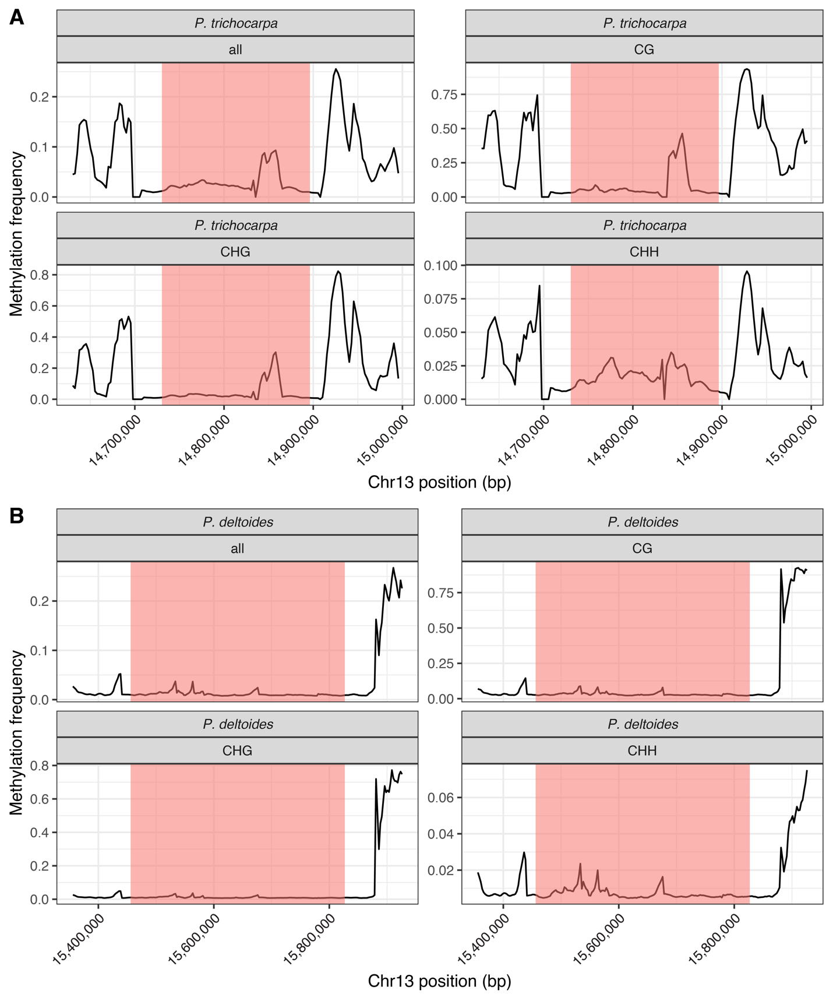 A
P. trichocarpa
all
P. trichocarpa
CG
0.2
0.1
0.0
0.75
0.50
0.25
0.00
P. trichocarpa
CHG
P. trichocarpa
CHH
0.8
0.6
0.4
0.2
0.0
0.100
0.075
0.050
0.025
0.000
Methylation frequency
14,700,000
14,800,000
14,900,000
15,000,000
14,700,000
14,800,000
14,900,000
15,000,000
Chr13 position (bp)
B
P. deltoides
all
P. deltoides
CG
0.2
0.1
0.0
0.75
0.50
0.25
0.00
P. deltoides
CHG
P. deltoides
CHH
0.8
0.6
0.4
0.2
0.0
0.06
0.04
0.02
Methylation frequency
15,400,000
15,600,000
15,800,000
15,400,000
15,600,000
15,800,000
Chr13 position (bp)